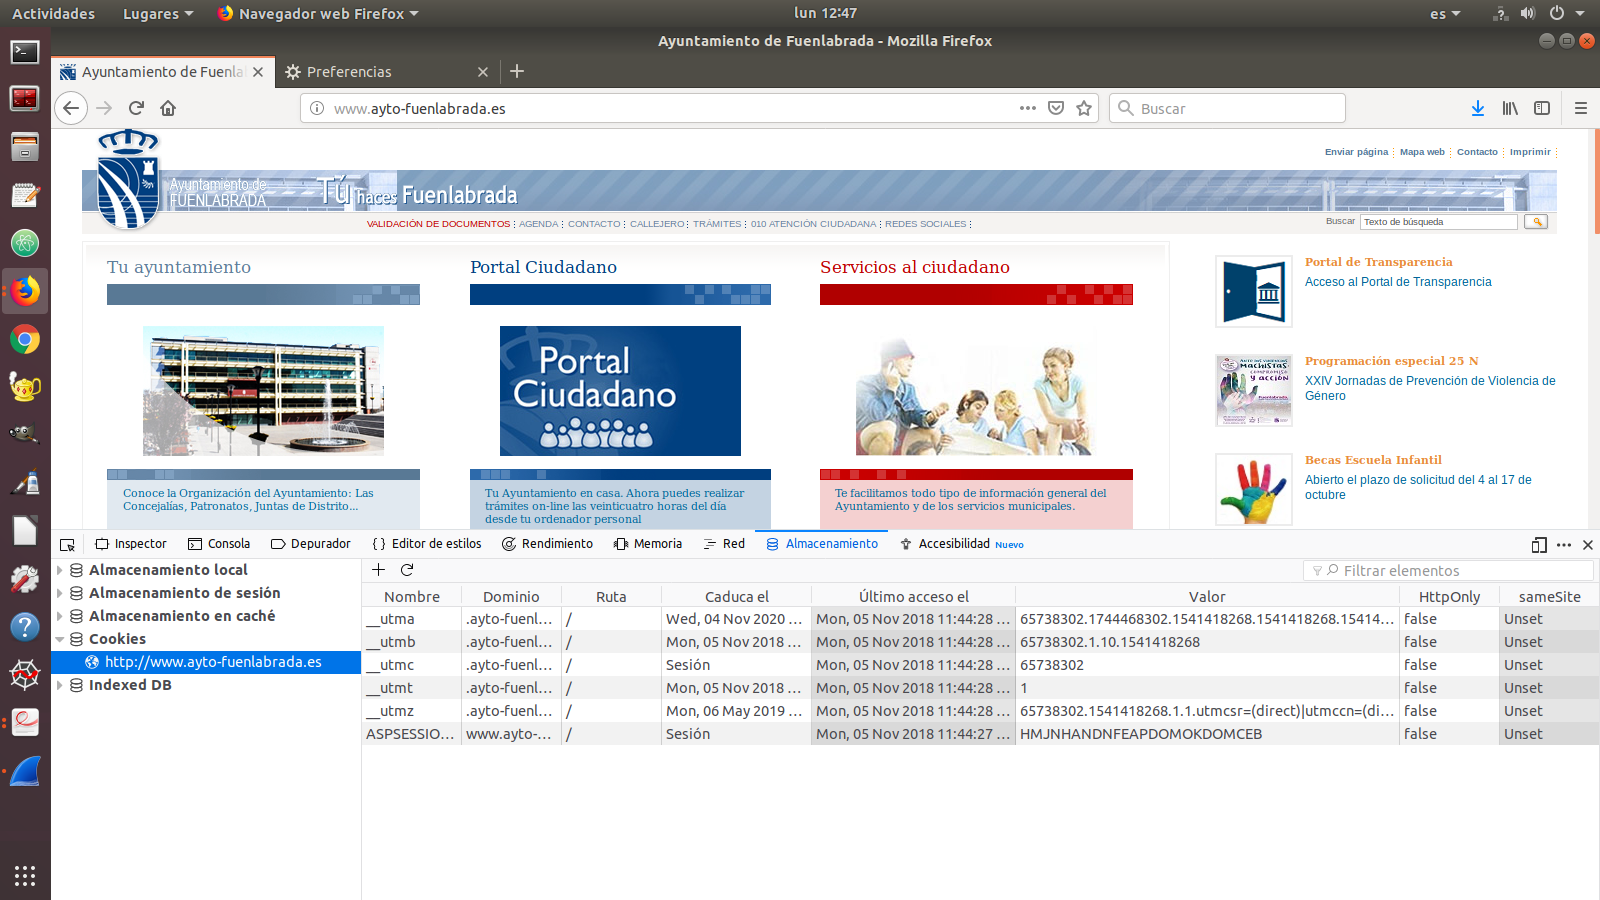 Actividades
Lugares
Navegador web Firefox
lun 12:47
es
Ayuntamiento de Fuenlabrada - Mozilla Firefox
Ayuntamiento de Fuenla
Preferencias
www.ayto-fuenlabrada.es
Buscar
Enviar página
Mapa web
Contacto
Imprimir
Ayuntamiento de
FUENLABRADA
Tú haces Fuenlabrada
VALIDACIÓN DE DOCUMENTOS
AGENDA
CONTACTO
CALLEJERO
TRÁMITES
010 ATENCIÓN CIUDADANA
REDES SOCIALES
Buscar
Texto de búsqueda
Tu ayuntamiento
Conoce la Organización del Ayuntamiento: Las
Concejalías, Patronatos, Juntas de Distrito...
Portal Ciudadano
Portal
Ciudadano
Tu Ayuntamiento en casa. Ahora puedes realizar
trámites on-line las veinticuatro horas del día
desde tu ordenador personal
Servicios al ciudadano
Te facilitamos todo tipo de información general del
Ayuntamiento y de los servicios municipales.
Portal de Transparencia
Acceso al Portal de Transparencia
MACHISTAS,
COMPROMISO
Y ACCIÓN
Programación especial 25 N
XXIV Jornadas de Prevención de Violencia de
Género
Becas Escuela Infantil
Abierto el plazo de solicitud del 4 al 17 de
octubre
Inspector
Consola
Depurador
Editor de estilos
Rendimiento
Memoria
Red
Almacenamiento
Accesibilidad Nuevo
Almacenamiento local
Almacenamiento de sesión
Almacenamiento en caché
Cookies
http://www.ayto-fuenlabrada.es
Indexed DB
Filtrar elementos
Nombre Dominio Ruta Caduca el Último acceso el Valor HttpOnly sameSite
__utma .ayto-fuenl... / Wed, 04 Nov 2020 ... Mon, 05 Nov 2018 11:44:28 ... 65738302.1744468302.1541418268.1541418268.15414... false Unset
__utmb .ayto-fuenl... / Mon, 05 Nov 2018 ... Mon, 05 Nov 2018 11:44:28 ... 65738302.1.10.1541418268 false Unset
__utmc .ayto-fuenl... / Sesión Mon, 05 Nov 2018 11:44:28 ... 65738302 false Unset
__utmt .ayto-fuenl... / Mon, 05 Nov 2018 ... Mon, 05 Nov 2018 11:44:28 ... 1 false Unset
__utmz .ayto-fuenl... / Mon, 06 May 2019 ... Mon, 05 Nov 2018 11:44:28 ... 65738302.1541418268.1.1.utmcsr=(direct)|utmccn=(di... false Unset
ASPSESSIO... www.ayto-... / Sesión Mon, 05 Nov 2018 11:44:27 ... HMJNHANDNFEAPDOMOKDOMCEB false Unset